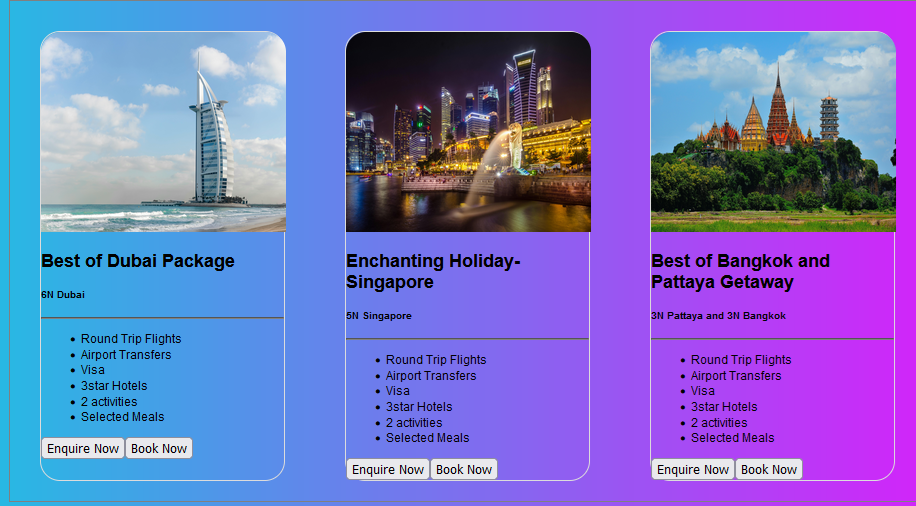 Best of Dubai Package
6N Dubai
Round Trip Flights
Airport Transfers
Visa
3star Hotels
2 activities
Selected Meals
Enquire Now
Book Now
Enchanting Holiday-
Singapore
5N Singapore
Round Trip Flights
Airport Transfers
Visa
3star Hotels
2 activities
Selected Meals
Enquire Now
Book Now
Best of Bangkok and
Pattaya Getaway
3N Pattaya and 3N Bangkok
Round Trip Flights
Airport Transfers
Visa
3star Hotels
2 activities
Selected Meals
Enquire Now
Book Now